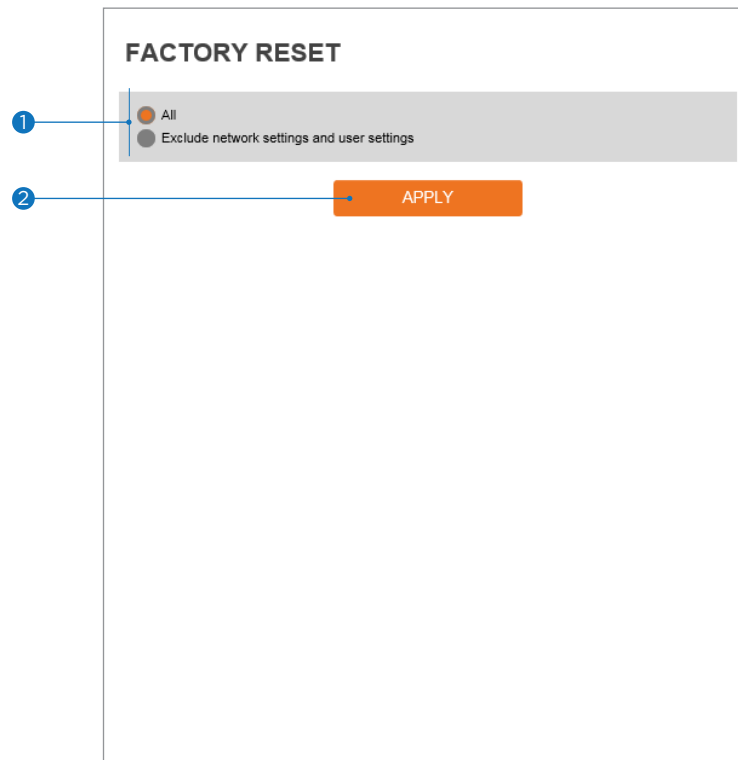 FACTORY RESET
1
All
Exclude network settings and user settings
2
APPLY